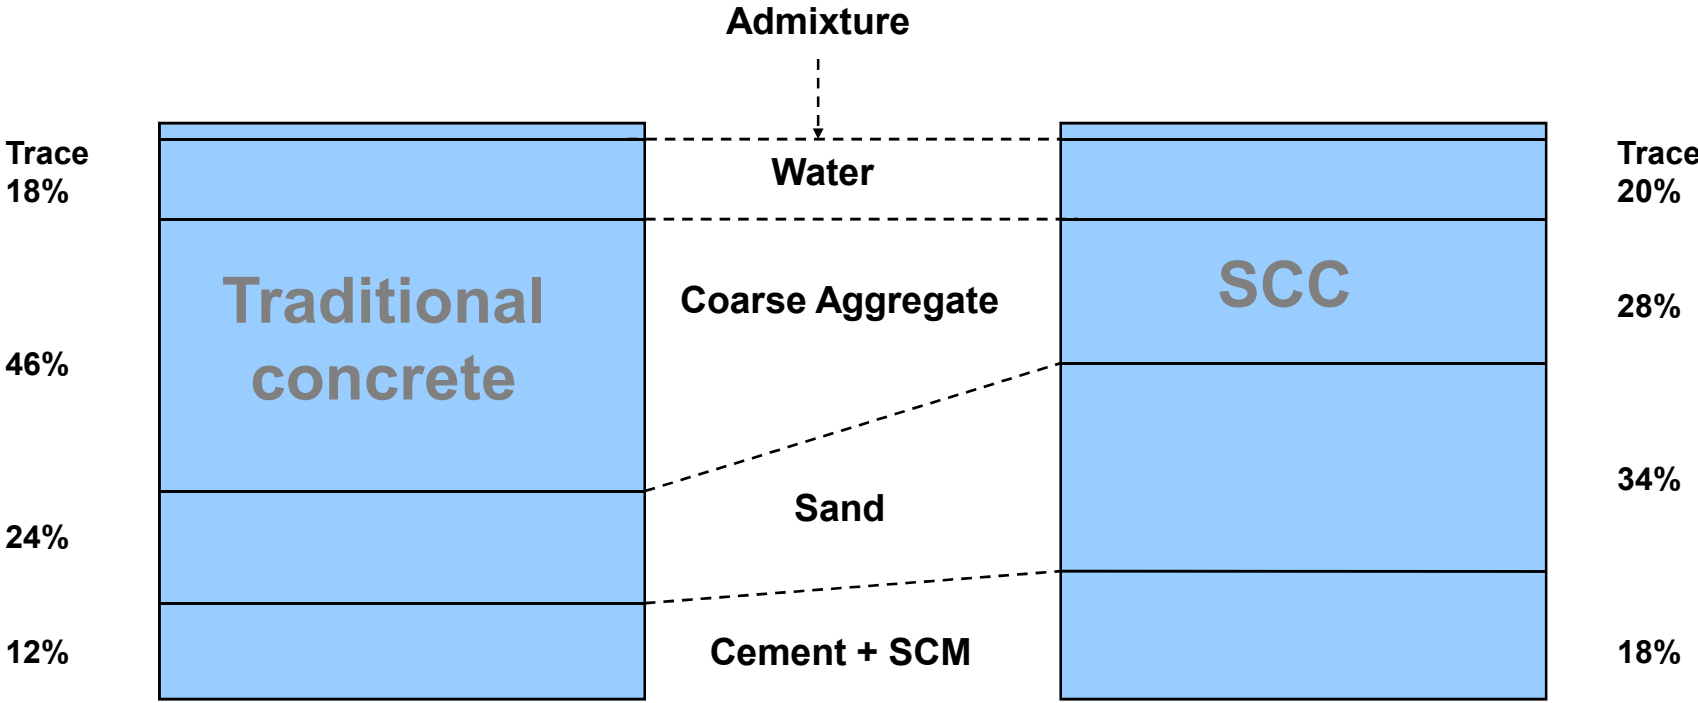 Admixture
Trace
18%
46%
24%
12%
Traditional
concrete
Water
Coarse Aggregate
Sand
Cement + SCM
SCC
Trace
20%
28%
34%
18%